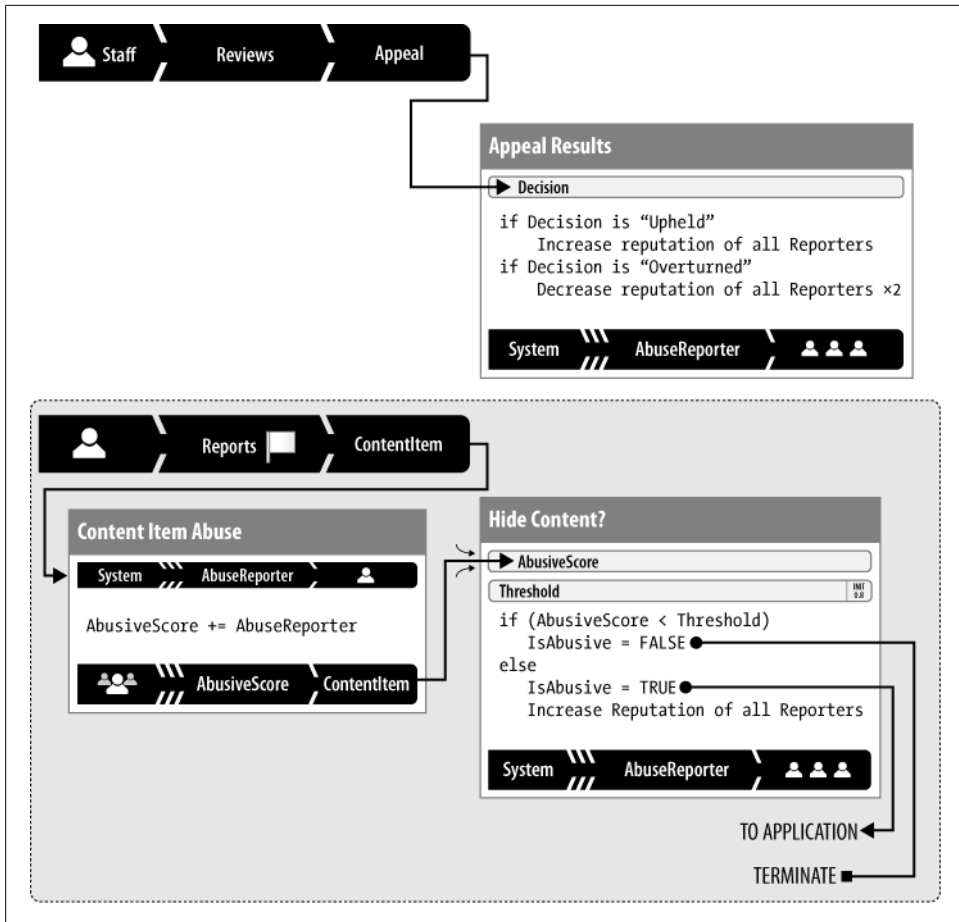 Staff Reviews Appeal
Appeal Results
Decision
if Decision is “Upheld”
Increase reputation of all Reporters
if Decision is “Overturned”
Decrease reputation of all Reporters ×2
System AbuseReporter
Reports ContentItem
Content Item Abuse
System AbuseReporter
AbusiveScore += AbuseReporter
AbusiveScore ContentItem
Hide Content?
AbusiveScore
Threshold INIT 0.8
if (AbusiveScore < Threshold)
IsAbusive = FALSE
else
IsAbusive = TRUE
Increase Reputation of all Reporters
System AbuseReporter
TO APPLICATION
TERMINATE